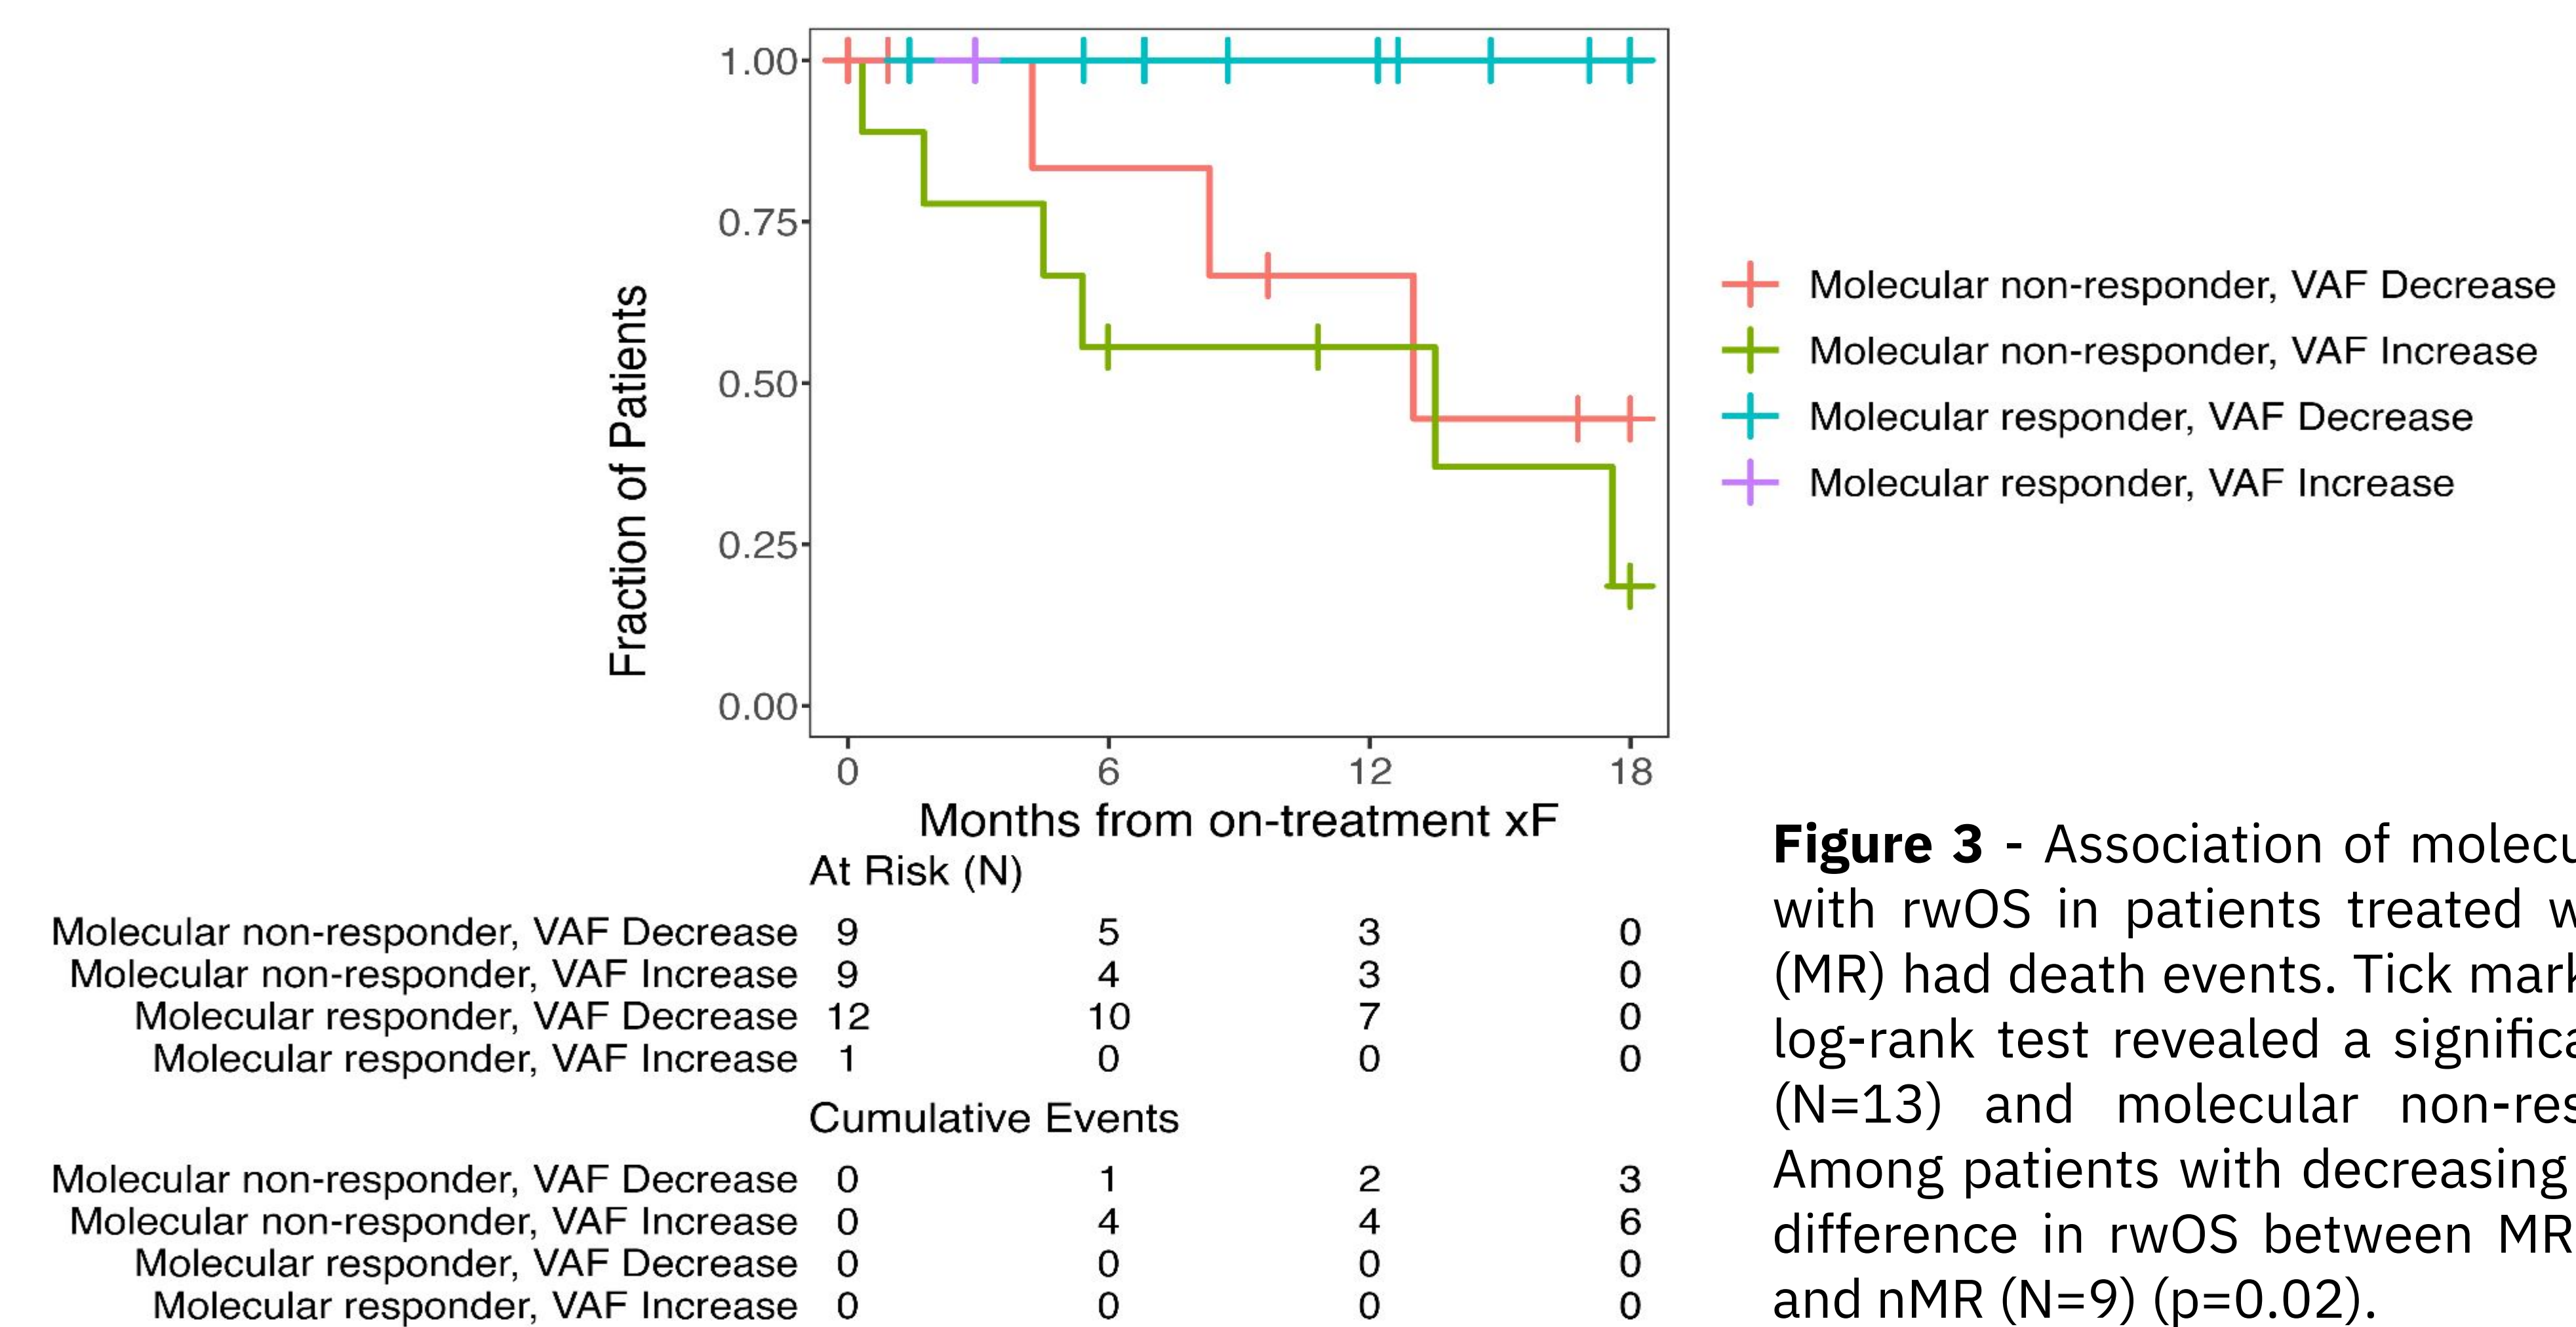 1.00
0.75
0.50
0.25
0.00
Fraction of Patients
0 6 12 18
Months from on-treatment xF
Molecular non-responder, VAF Decrease
Molecular non-responder, VAF Increase
Molecular responder, VAF Decrease
Molecular responder, VAF Increase
At Risk (N)
Molecular non-responder, VAF Decrease 9 5 3 0
Molecular non-responder, VAF Increase 9 4 3 0
Molecular responder, VAF Decrease 12 10 7 0
Molecular responder, VAF Increase 1 0 0 0
Cumulative Events
Molecular non-responder, VAF Decrease 0 1 2 3
Molecular non-responder, VAF Increase 0 4 4 6
Molecular responder, VAF Decrease 0 0 0 0
Molecular responder, VAF Increase 0 0 0 0
Figure 3 - Association of
with rwOS in patients treated
(MR) had death events. Tick
log-rank test revealed a
(N=13) and molecular
Among patients with decreasing
difference in rwOS between MR
and nMR (N=9) (p=0.02).